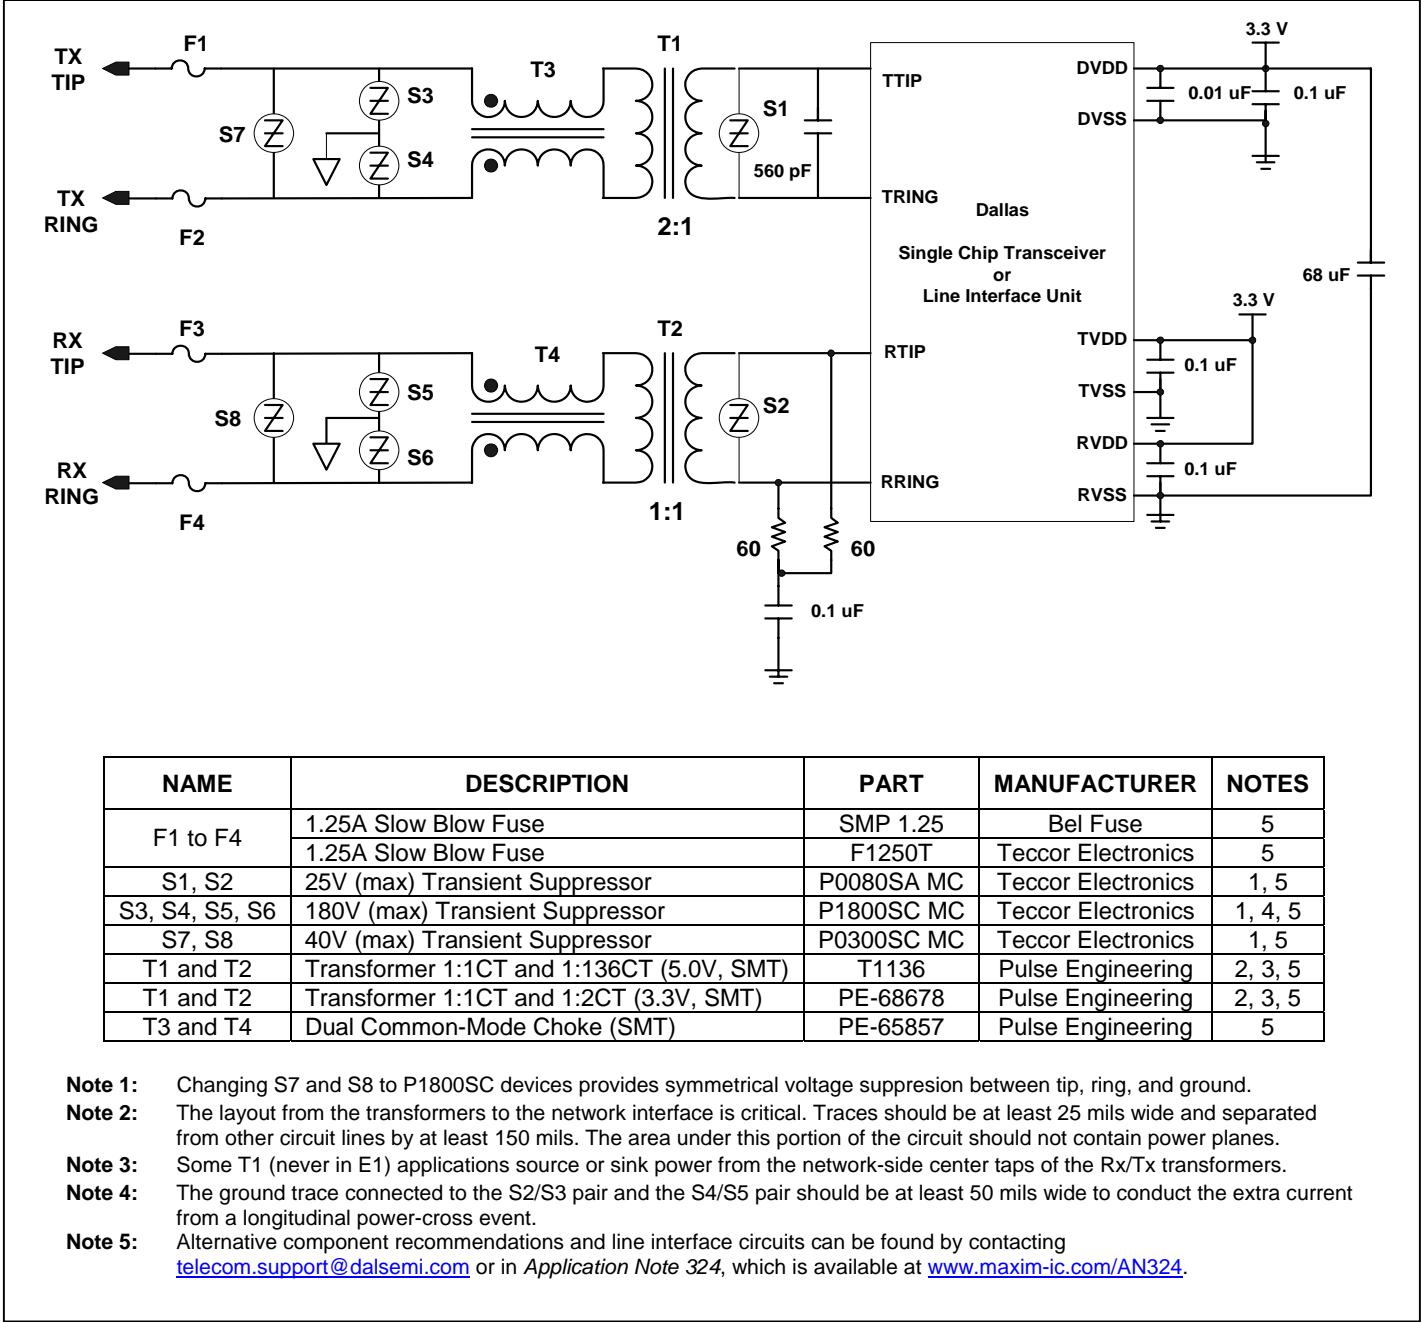 TX
TIP
F1
S7
S3
S4
T3
T1
2:1
S1
560 pF
TX
RING
F2
TTIP
TRING
Dallas
Single Chip Transceiver
or
Line Interface Unit
DVDD
DVSS
3.3 V
0.01 uF
0.1 uF
68 uF
RX
TIP
F3
S8
S5
S6
T4
T2
1:1
S2
RX
RING
F4
RTIP
RRING
60
60
0.1 uF
3.3 V
TVDD
0.1 uF
TVSS
RVDD
0.1 uF
RVSS
NAME DESCRIPTION PART MANUFACTURER NOTES
F1 to F4 1.25A Slow Blow Fuse SMP 1.25 Bel Fuse 5
1.25A Slow Blow Fuse F1250T Teccor Electronics 5
S1, S2 25V (max) Transient Suppressor P0080SA MC Teccor Electronics 1, 5
S3, S4, S5, S6 180V (max) Transient Suppressor P1800SC MC Teccor Electronics 1, 4, 5
S7, S8 40V (max) Transient Suppressor P0300SC MC Teccor Electronics 1, 5
T1 and T2 Transformer 1:1CT and 1:136CT (5.0V, SMT) T1136 Pulse Engineering 2, 3, 5
T1 and T2 Transformer 1:1CT and 1:2CT (3.3V, SMT) PE-68678 Pulse Engineering 2, 3, 5
T3 and T4 Dual Common-Mode Choke (SMT) PE-65857 Pulse Engineering 5
Note 1: Changing S7 and S8 to P1800SC devices provides symmetrical voltage suppresion between tip, ring, and ground.
Note 2: The layout from the transformers to the network interface is critical. Traces should be at least 25 mils wide and separated
from other circuit lines by at least 150 mils. The area under this portion of the circuit should not contain power planes.
Note 3: Some T1 (never in E1) applications source or sink power from the network-side center taps of the Rx/Tx transformers.
Note 4: The ground trace connected to the S2/S3 pair and the S4/S5 pair should be at least 50 mils wide to conduct the extra current
from a longitudinal power-cross event.
Note 5: Alternative component recommendations and line interface circuits can be found by contacting
telecom.support@dalsemi.com or in Application Note 324, which is available at www.maxim-ic.com/AN324.